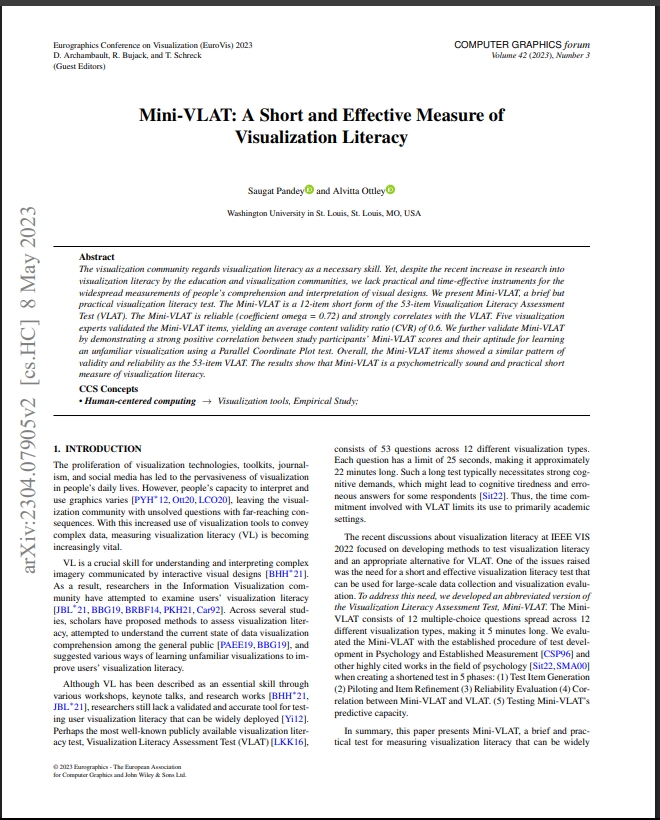 Eurographics Conference on Visualization (EuroVis) 2023
D. Archambault, R. Bujack, and T. Schreck
(Guest Editors)
COMPUTER GRAPHICS forum
Volume 42 (2023), Number 3
Mini-VLAT: A Short and Effective Measure of
Visualization Literacy
Saugat Pandey and Alvitta Ottley
Washington University in St. Louis, St. Louis, MO, USA
arXiv:2304.07905v2 [cs.HC] 8 May 2023
Abstract
The visualization community regards visualization literacy as a necessary skill. Yet, despite the recent increase in research into
visualization literacy by the education and visualization communities, we lack practical and time-effective instruments for the
widespread measurements of people's comprehension and interpretation of visual designs. We present Mini-VLAT, a brief but
practical visualization literacy test. The Mini-VLAT is a 12-item short form of the 53-item Visualization Literacy Assessment
Test (VLAT). The Mini-VLAT is reliable (coefficient omega = 0.72) and strongly correlates with the VLAT. Five visualization
experts validated the Mini-VLAT items, yielding an average content validity ratio (CVR) of 0.6. We further validate Mini-VLAT
by demonstrating a strong positive correlation between study participants' Mini-VLAT scores and their aptitude for learning
an unfamiliar visualization using a Parallel Coordinate Plot test. Overall, the Mini-VLAT items showed a similar pattern of
validity and reliability as the 53-item VLAT. The results show that Mini-VLAT is a psychometrically sound and practical short
measure of visualization literacy.
CCS Concepts
• Human-centered computing → Visualization tools, Empirical Study;
1. INTRODUCTION
The proliferation of visualization technologies, toolkits, journal-
ism, and social media has led to the pervasiveness of visualization
in people's daily lives. However, people's capacity to interpret and
use graphics varies [PYH*12, Ott20, LCO20], leaving the visual-
ization community with unsolved questions with far-reaching con-
sequences. With this increased use of visualization tools to convey
complex data, measuring visualization literacy (VL) is becoming
increasingly vital.
VL is a crucial skill for understanding and interpreting complex
imagery communicated by interactive visual designs [BHH*21].
As a result, researchers in the Information Visualization com-
munity have attempted to examine users' visualization literacy
[JBL*21, BBG19, BRBF14, PKH21, Car92]. Across several stud-
ies, scholars have proposed methods to assess visualization liter-
acy, attempted to understand the current state of data visualization
comprehension among the general public [PAEE19, BBG19], and
suggested various ways of learning unfamiliar visualizations to im-
prove users' visualization literacy.
Although VL has been described as an essential skill through
various workshops, keynote talks, and research works [BHH*21,
JBL*21], researchers still lack a validated and accurate tool for test-
ing user visualization literacy that can be widely deployed [Yi12].
Perhaps the most well-known publicly available visualization liter-
acy test, Visualization Literacy Assessment Test (VLAT) [LKK16],
consists of 53 questions across 12 different visualization types.
Each question has a limit of 25 seconds, making it approximately
22 minutes long. Such a long test typically necessitates strong cog-
nitive demands, which might lead to cognitive tiredness and erro-
neous answers for some respondents [Sit22]. Thus, the time com-
mitment involved with VLAT limits its use to primarily academic
settings.
The recent discussions about visualization literacy at IEEE VIS
2022 focused on developing methods to test visualization literacy
and an appropriate alternative for VLAT. One of the issues raised
was the need for a short and effective visualization literacy test that
can be used for large-scale data collection and visualization evalu-
ation. To address this need, we developed an abbreviated version of
the Visualization Literacy Assessment Test, Mini-VLAT. The Mini-
VLAT consists of 12 multiple-choice questions spread across 12
different visualization types, making it 5 minutes long. We evalu-
ated the Mini-VLAT with the established procedure of test devel-
opment in Psychology and Established Measurement [CSP96] and
other highly cited works in the field of psychology [Sit22, SMA00]
when creating a shortened test in 5 phases: (1) Test Item Generation
(2) Piloting and Item Refinement (3) Reliability Evaluation (4) Cor-
relation between Mini-VLAT and VLAT. (5) Testing Mini-VLAT's
predictive capacity.
In summary, this paper presents Mini-VLAT, a brief and prac-
tical test for measuring visualization literacy that can be widely
© 2023 Eurographics - The European Association
for Computer Graphics and John Wiley & Sons Ltd.